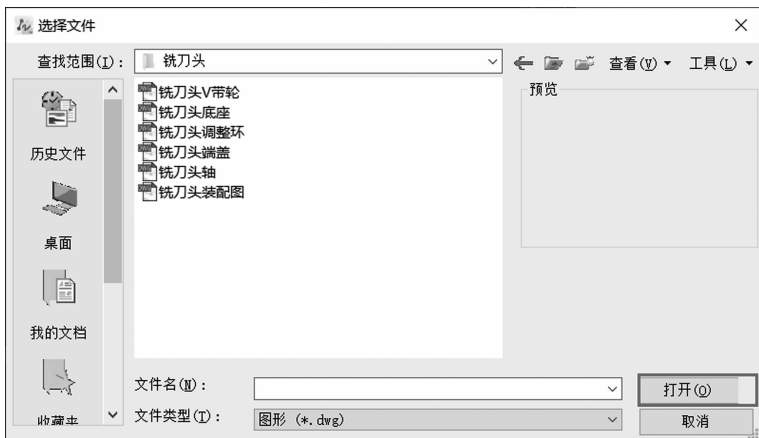 选择文件
查找范围(I): 铣刀头 查看(V) 工具(L)
铣刀头V带轮
铣刀头底座
铣刀头调整环
铣刀头端盖
铣刀头轴
铣刀头装配图
预览
历史文件
桌面
我的文档
收藏夹
文件名(N): 打开(O)
文件类型(T): 图形 (*.dwg) 取消